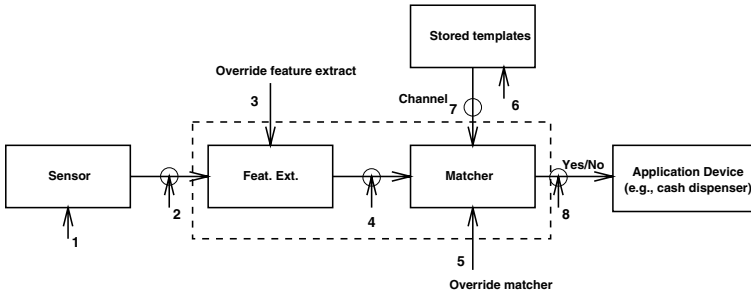 Stored templates
Override feature extract
3
Channel
7
6
Sensor
Feat. Ext.
Matcher
Yes/No
Application Device
(e.g., cash dispenser)
1
2
4
8
5
Override matcher